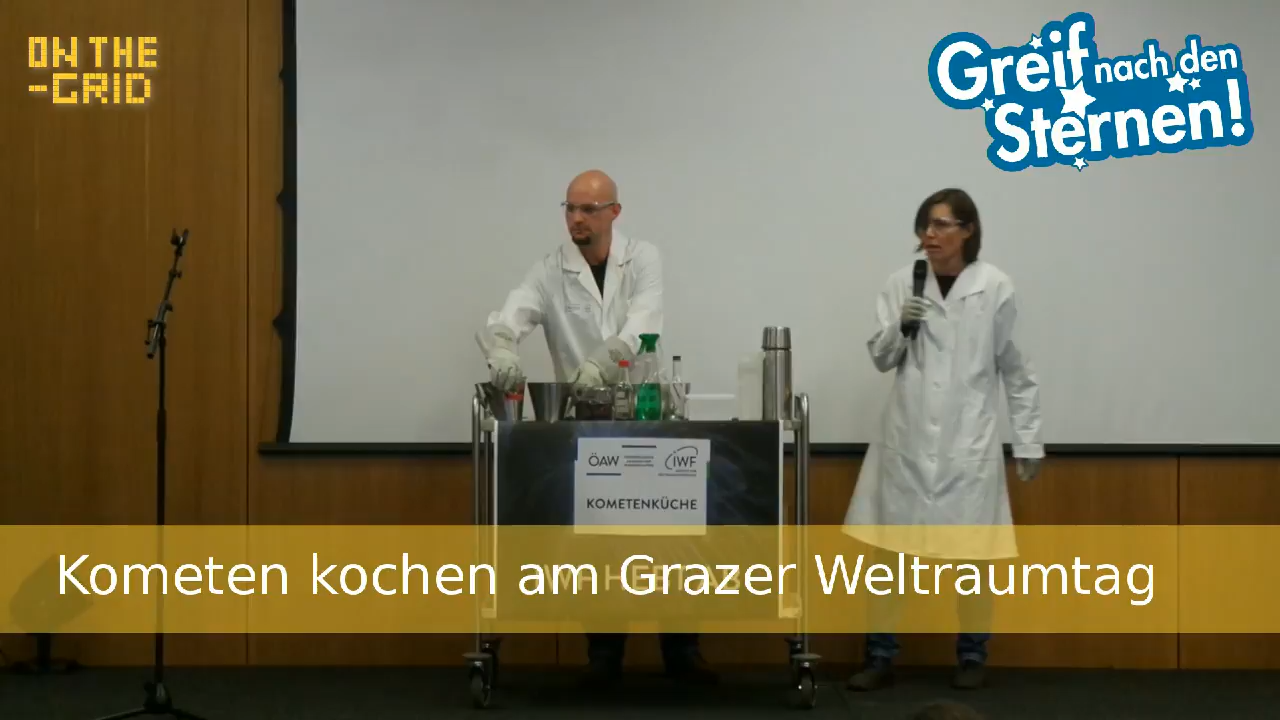 ON THE
-GRID
Greif nach den
Sternen!
ÖAW
IWF
KOMETENKÜCHE
Kometen kochen am Grazer Weltraumtag